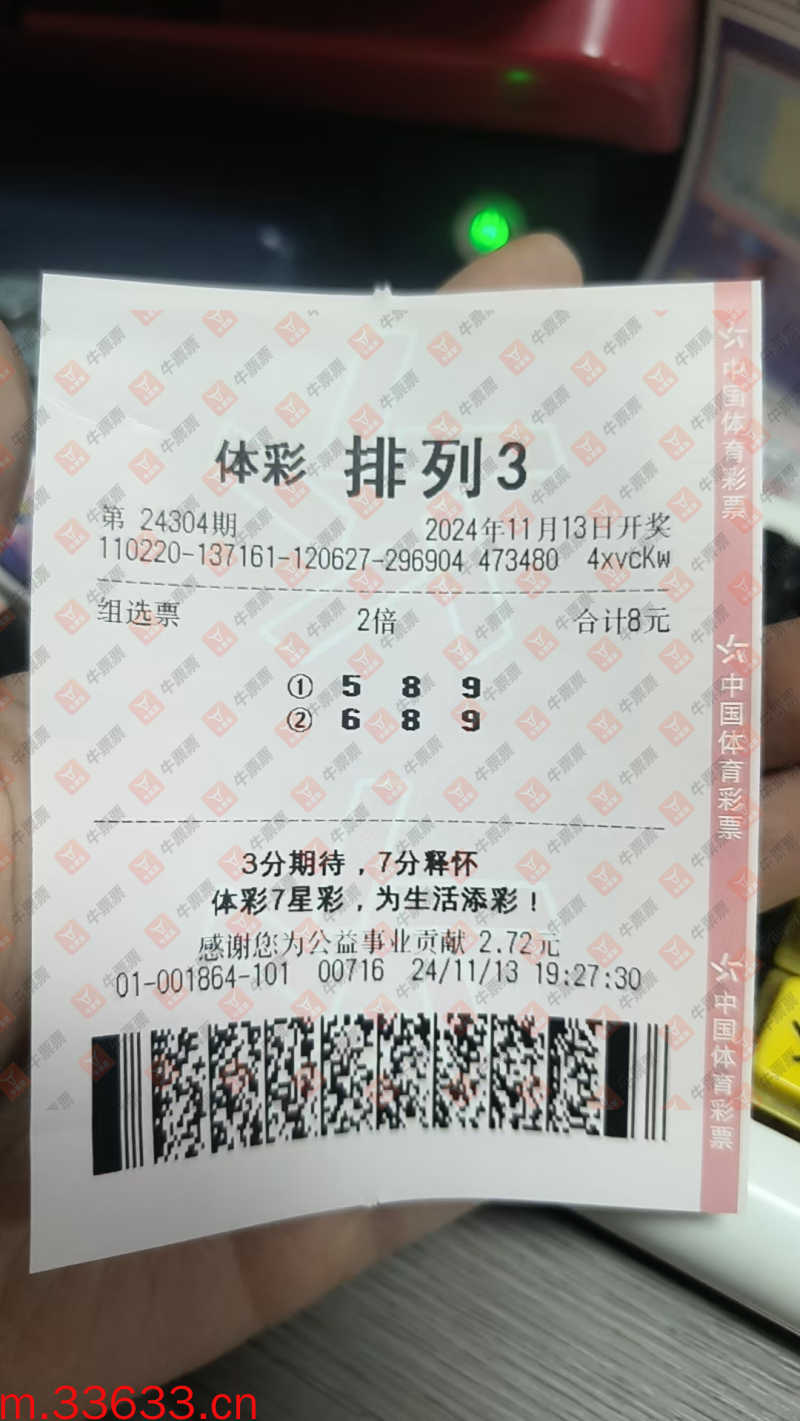 体彩 排列3
第 24304期 2024年11月13日开奖
110220-137161-120627-296904 473480 4xvcKw
组选票 2倍 合计8元
① 5 8 9
② 6 8 9
3分期待，7分释怀
体彩7星彩，为生活添彩！
感谢您为公益事业贡献 2.72元
01-001864-101 00716 24/11/13 19:27:30
中国体育彩票
中国体育彩票
中国体育彩票
牛票票
m.33633.cn